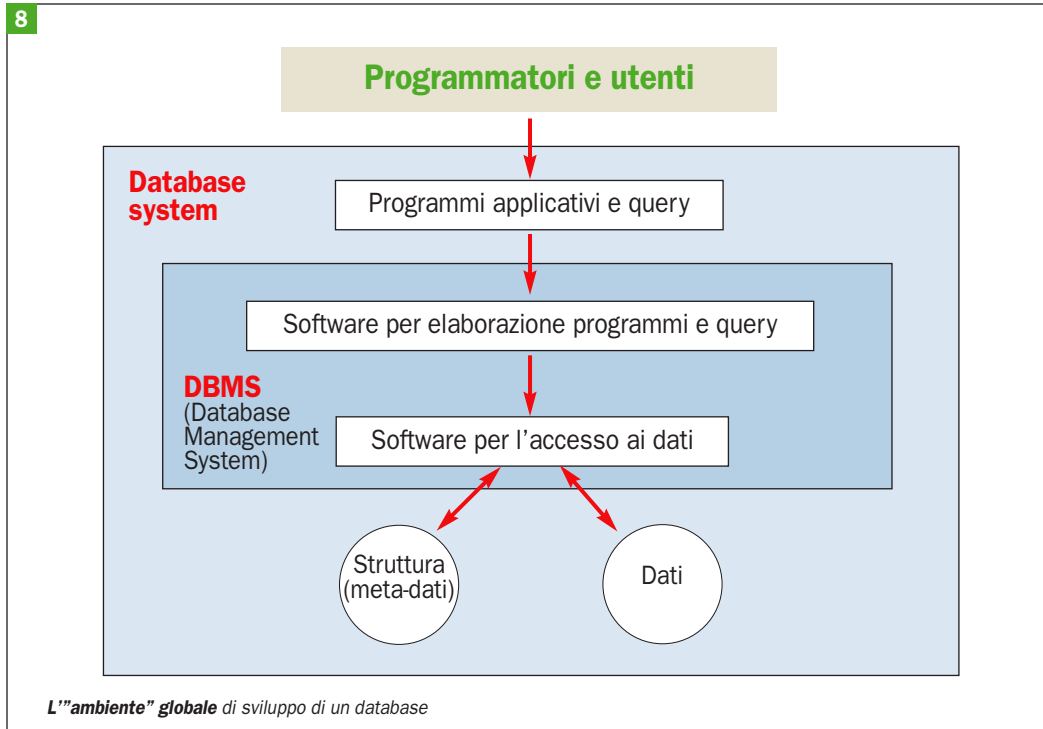 8
Programmatori e utenti
Database
system
Programmi applicativi e query
Software per elaborazione programmi e query
DBMS
(Database
Management
System)
Software per l'accesso ai dati
Struttura
(meta-dati)
Dati
L'"ambiente" globale di sviluppo di un database